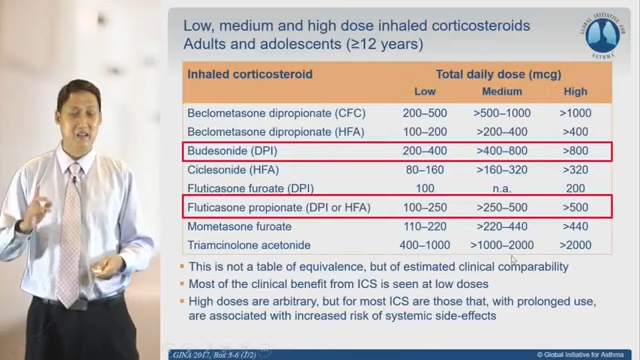 Low, medium and high dose inhaled corticosteroids
Adults and adolescents (≥12 years)
GLOBAL INITIATIVE FOR
ASTHMA
Inhaled corticosteroid Total daily dose (mcg)
Low Medium High
Beclometasone dipropionate (CFC) 200–500 >500–1000 >1000
Beclometasone dipropionate (HFA) 100–200 >200–400 >400
Budesonide (DPI) 200–400 >400–800 >800
Ciclesonide (HFA) 80–160 >160–320 >320
Fluticasone furoate (DPI) 100 n.a. 200
Fluticasone propionate (DPI or HFA) 100–250 >250–500 >500
Mometasone furoate 110–220 >220–440 >440
Triamcinolone acetonide 400–1000 >1000–2000 >2000
This is not a table of equivalence, but of estimated clinical comparability
Most of the clinical benefit from ICS is seen at low doses
High doses are arbitrary, but for most ICS are those that, with prolonged use,
are associated with increased risk of systemic side-effects
GINA 2017, Box 3-6 (1/2) © Global Initiative for Asthma